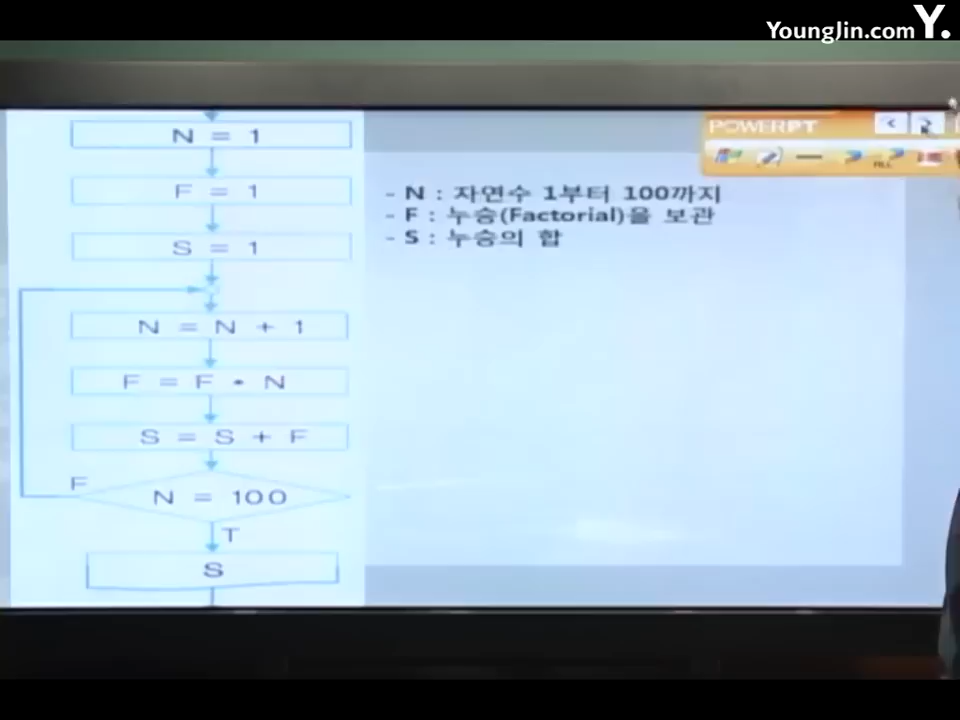 YoungJin.com Y.
POWERPT
N = 1
F = 1
S = 1
N = N + 1
F = F • N
S = S + F
F
N = 100
T
S
- N : 자연수 1부터 100까지
- F : 누승(Factorial)을 보관
- S : 누승의 합